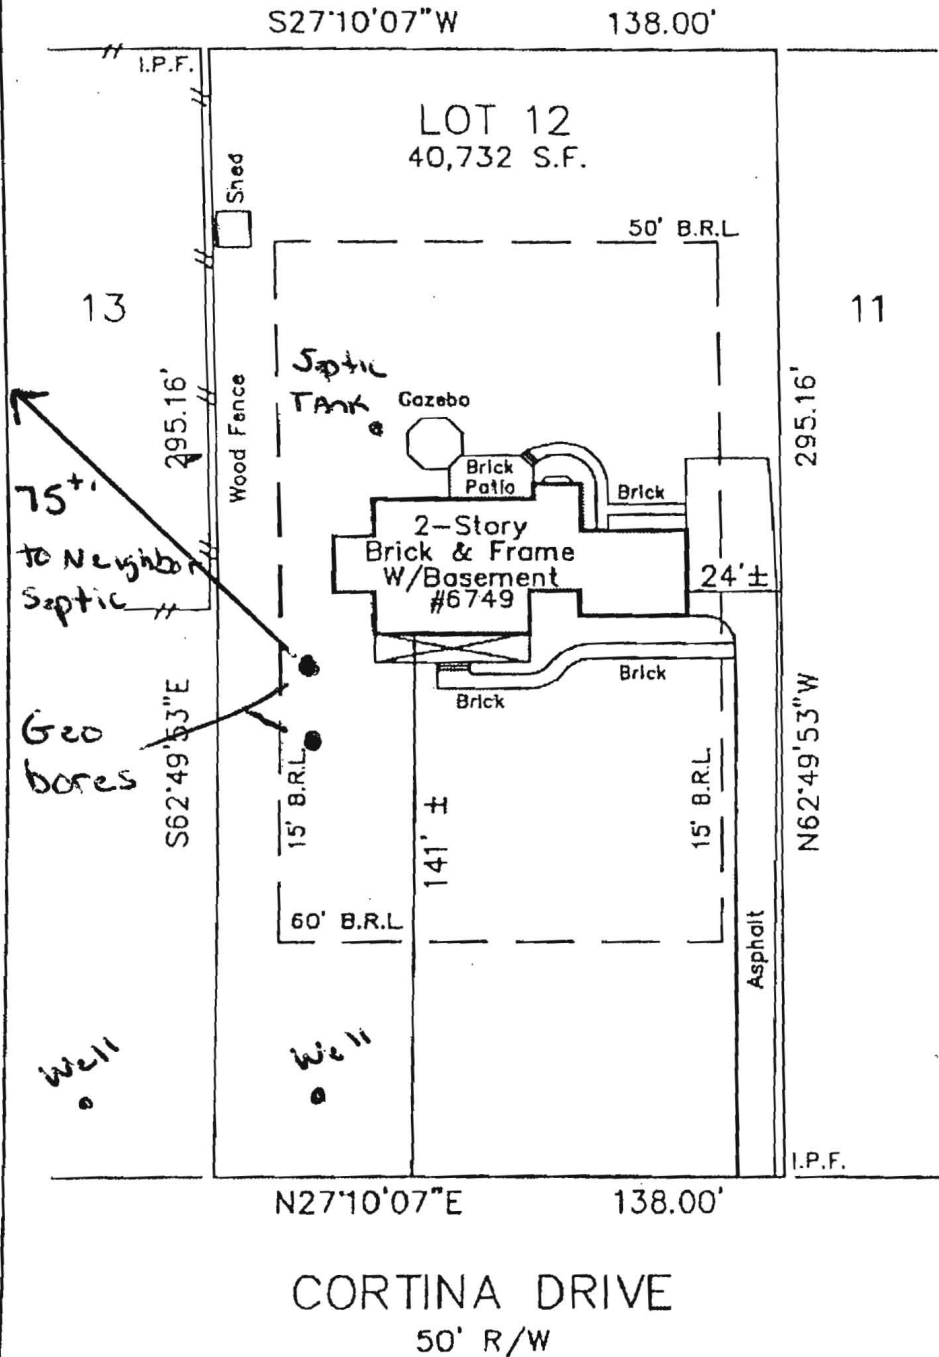 S27°10'07"W 138.00'
I.P.F.
LOT 12
40,732 S.F.
Shed
50' B.R.L.
13
11
Septic
TANK
Gazebo
295.16'
Wood Fence
295.16'
Brick
Patio
Brick
75+'
to Neighbor
Septic
2-Story
Brick & Frame
W/Basement
#6749
24'±
Brick
Brick
Geo
bores
S62°49'53"E
15' B.R.L.
141' ±
15' B.R.L.
N62°49'53"W
60' B.R.L.
Asphalt
Well
Well
I.P.F.
N27°10'07"E 138.00'
CORTINA DRIVE
50' R/W